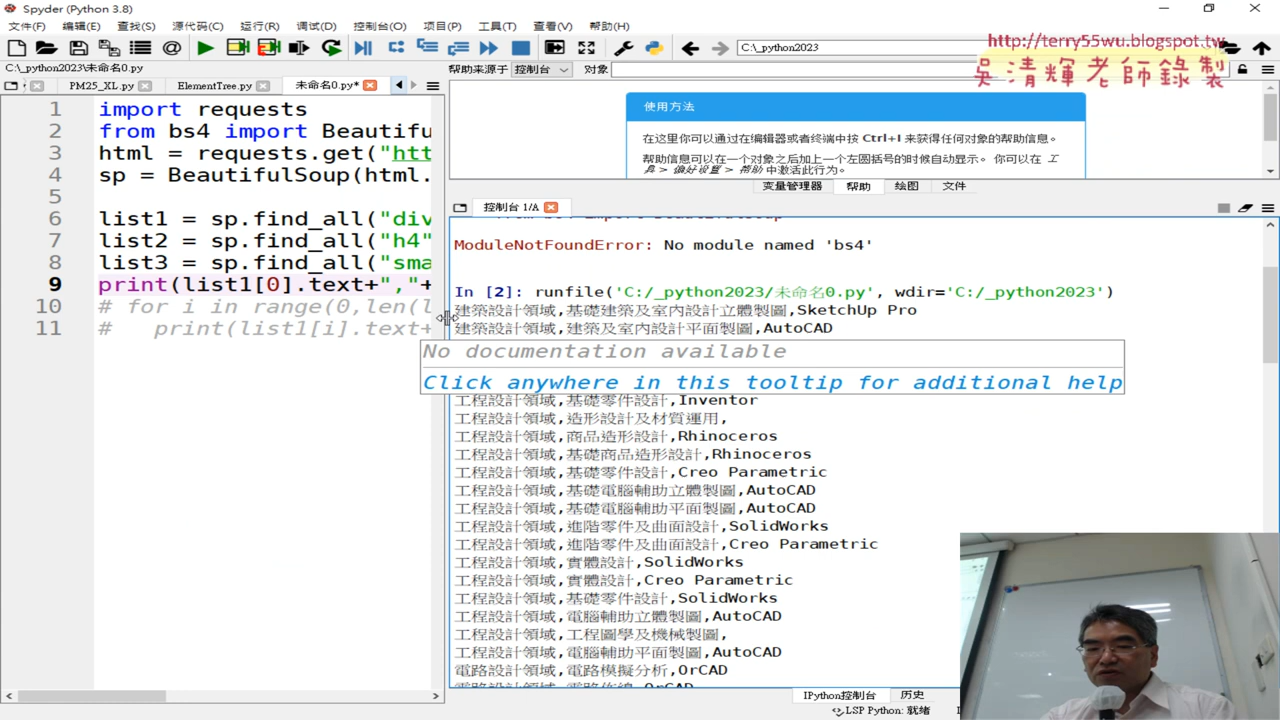 Spyder (Python 3.8)
文件(F) 编辑(E) 查找(S) 源代码(C) 运行(R) 调试(D) 控制台(O) 项目(P) 工具(T) 查看(V) 帮助(H)
C:\_python2023
http://terry55wu.blogspot.tw
吳清輝老師錄製
C:\_python2023\未命名0.py
帮助来源于 控制台 对象
PM25_XL.py ElementTree.py 未命名0.py*
1 import requests
2 from bs4 import Beautifu
3 html = requests.get("htt
4 sp = BeautifulSoup(html.
5
6 list1 = sp.find_all("div
7 list2 = sp.find_all("h4"
8 list3 = sp.find_all("sma
9 print(list1[0].text+","+
10 # for i in range(0,len(l
11 #   print(list1[i].text+
使用方法
在这里你可以通过在编辑器或者终端中按 Ctrl+I 来获得任何对象的帮助信息。
帮助信息可以在一个对象之后加上一个左圆括号的时候自动显示。 你可以在 工
具 > 偏好设置 > 帮助 中激活此行为。
变量管理器 帮助 绘图 文件
控制台 1/A
from bs4 import BeautifulSoup
ModuleNotFoundError: No module named 'bs4'
In [2]: runfile('C:/_python2023/未命名0.py', wdir='C:/_python2023')
建築設計領域,基礎建築及室內設計立體製圖,SketchUp Pro
建築設計領域,建築及室內設計平面製圖,AutoCAD
No documentation available
Click anywhere in this tooltip for additional help
工程設計領域,基礎零件設計,Inventor
工程設計領域,造形設計及材質運用,
工程設計領域,商品造形設計,Rhinoceros
工程設計領域,基礎商品造形設計,Rhinoceros
工程設計領域,基礎零件設計,Creo Parametric
工程設計領域,基礎電腦輔助立體製圖,AutoCAD
工程設計領域,基礎電腦輔助平面製圖,AutoCAD
工程設計領域,進階零件及曲面設計,SolidWorks
工程設計領域,進階零件及曲面設計,Creo Parametric
工程設計領域,實體設計,SolidWorks
工程設計領域,實體設計,Creo Parametric
工程設計領域,基礎零件設計,SolidWorks
工程設計領域,電腦輔助立體製圖,AutoCAD
工程設計領域,工程圖學及機械製圖,
工程設計領域,電腦輔助平面製圖,AutoCAD
電路設計領域,電路模擬分析,OrCAD
IPython控制台 历史
LSP Python: 就绪